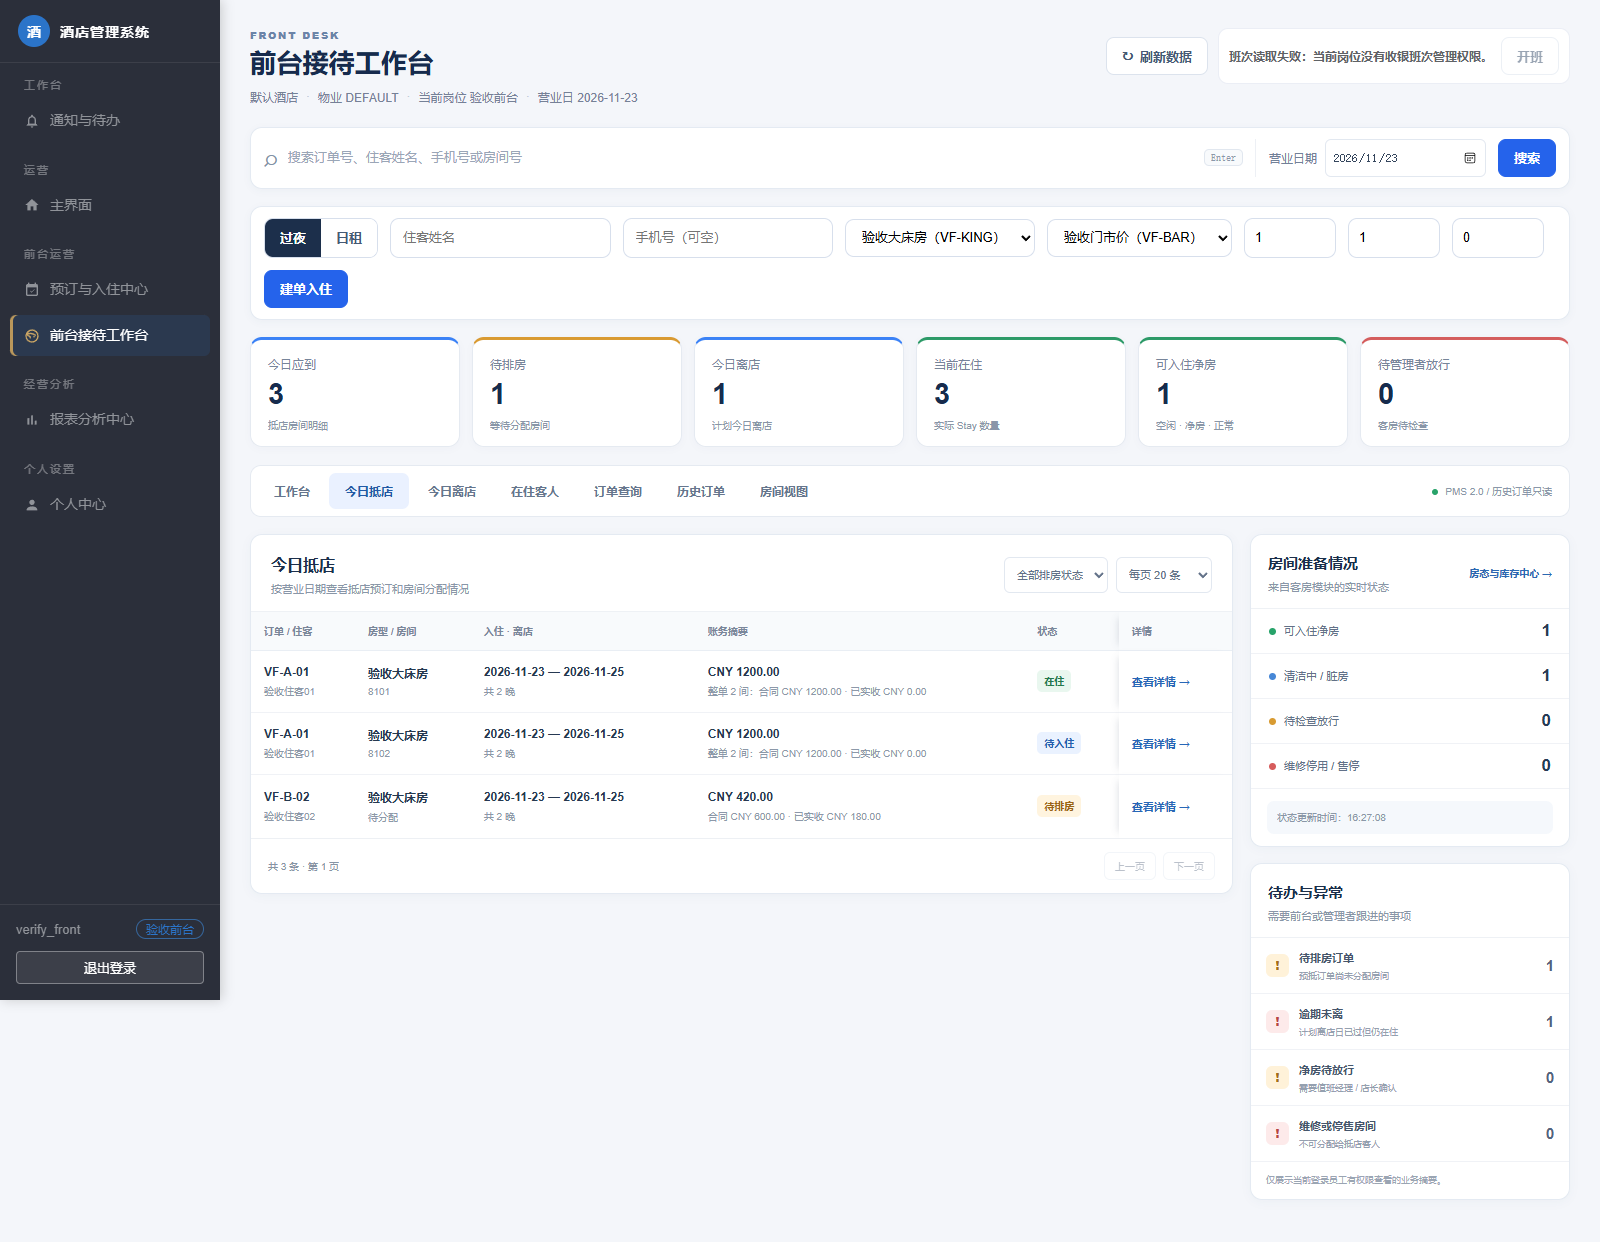 酒 酒店管理系统
工作台
通知与待办
运营
主界面
前台运营
预订与入住中心
前台接待工作台
经营分析
报表分析中心
个人设置
个人中心
verify_front 验收前台
退出登录
FRONT DESK
前台接待工作台
默认酒店 · 物业 DEFAULT · 当前岗位 验收前台 · 营业日 2026-11-23
↻ 刷新数据
班次读取失败：当前岗位没有收银班次管理权限。 开班
搜索订单号、住客姓名、手机号或房间号 Enter 营业日期 2026/11/23 搜索
过夜 日租 住客姓名 手机号（可空） 验收大床房（VF-KING） 验收门市价（VF-BAR） 1 1 0
建单入住
今日应到
3
抵店房间明细
待排房
1
等待分配房间
今日离店
1
计划今日离店
当前在住
3
实际 Stay 数量
可入住净房
1
空闲 · 净房 · 正常
待管理者放行
0
客房待检查
工作台 今日抵店 今日离店 在住客人 订单查询 历史订单 房间视图 PMS 2.0 / 历史订单只读
今日抵店
按营业日期查看抵店预订和房间分配情况
全部排房状态 每页 20 条
订单 / 住客 房型 / 房间 入住 · 离店 账务摘要 状态 详情
VF-A-01 验收大床房 2026-11-23 — 2026-11-25 CNY 1200.00 在住 查看详情 →
验收住客01 8101 共 2 晚 整单 2 间：合同 CNY 1200.00 · 已实收 CNY 0.00
VF-A-01 验收大床房 2026-11-23 — 2026-11-25 CNY 1200.00 待入住 查看详情 →
验收住客01 8102 共 2 晚 整单 2 间：合同 CNY 1200.00 · 已实收 CNY 0.00
VF-B-02 验收大床房 2026-11-23 — 2026-11-25 CNY 420.00 待排房 查看详情 →
验收住客02 待分配 共 2 晚 合同 CNY 600.00 · 已实收 CNY 180.00
共 3 条 · 第 1 页 上一页 下一页
房间准备情况
来自客房模块的实时状态
房态与库存中心 →
可入住净房 1
清洁中 / 脏房 1
待检查放行 0
维修停用 / 售停 0
状态更新时间：16:27:08
待办与异常
需要前台或管理者跟进的事项
! 待排房订单 1
预抵订单尚未分配房间
! 逾期未离 1
计划离店日已过但仍在住
! 净房待放行 0
需要值班经理 / 店长确认
! 维修或停售房间 0
不可分配给抵店客人
仅展示当前登录员工有权限查看的业务摘要。